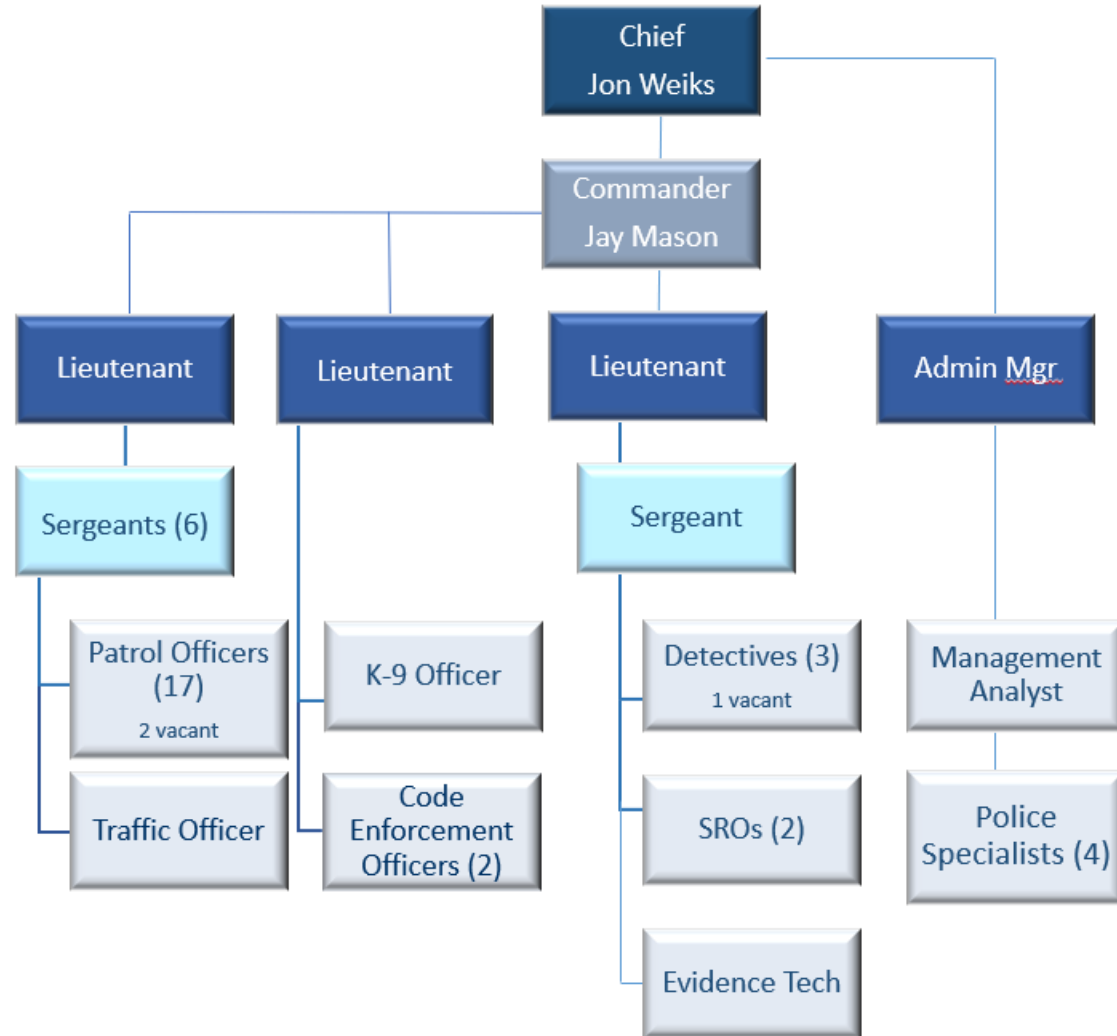 Chief
Jon Weiks
Commander
Jay Mason
Lieutenant
Lieutenant
Lieutenant
Admin Mgr
Sergeants (6)
Sergeant
Patrol Officers
(17)
2 vacant
K-9 Officer
Detectives (3)
1 vacant
Management
Analyst
Traffic Officer
Code
Enforcement
Officers (2)
SROs (2)
Police
Specialists (4)
Evidence Tech